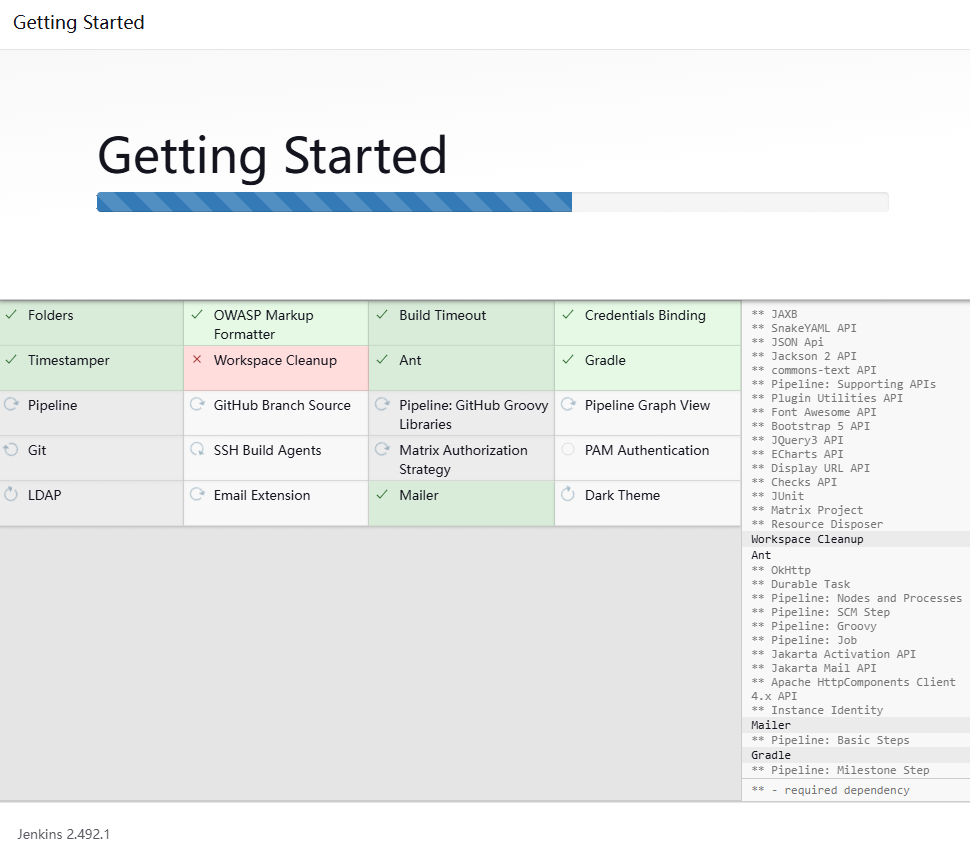 Getting Started
Getting Started
Folders
OWASP Markup
Formatter
Build Timeout
Credentials Binding
Timestamper
Workspace Cleanup
Ant
Gradle
Pipeline
GitHub Branch Source
Pipeline: GitHub Groovy
Libraries
Pipeline Graph View
Git
SSH Build Agents
Matrix Authorization
Strategy
PAM Authentication
LDAP
Email Extension
Mailer
Dark Theme
** JAXB
** SnakeYAML API
** JSON Api
** Jackson 2 API
** commons-text API
** Pipeline: Supporting APIs
** Plugin Utilities API
** Font Awesome API
** Bootstrap 5 API
** JQuery3 API
** ECharts API
** Display URL API
** Checks API
** JUnit
** Matrix Project
** Resource Disposer
Workspace Cleanup
Ant
** OkHttp
** Durable Task
** Pipeline: Nodes and Processes
** Pipeline: SCM Step
** Pipeline: Groovy
** Pipeline: Job
** Jakarta Activation API
** Jakarta Mail API
** Apache HttpComponents Client
4.x API
** Instance Identity
Mailer
** Pipeline: Basic Steps
Gradle
** Pipeline: Milestone Step
** - required dependency
Jenkins 2.492.1